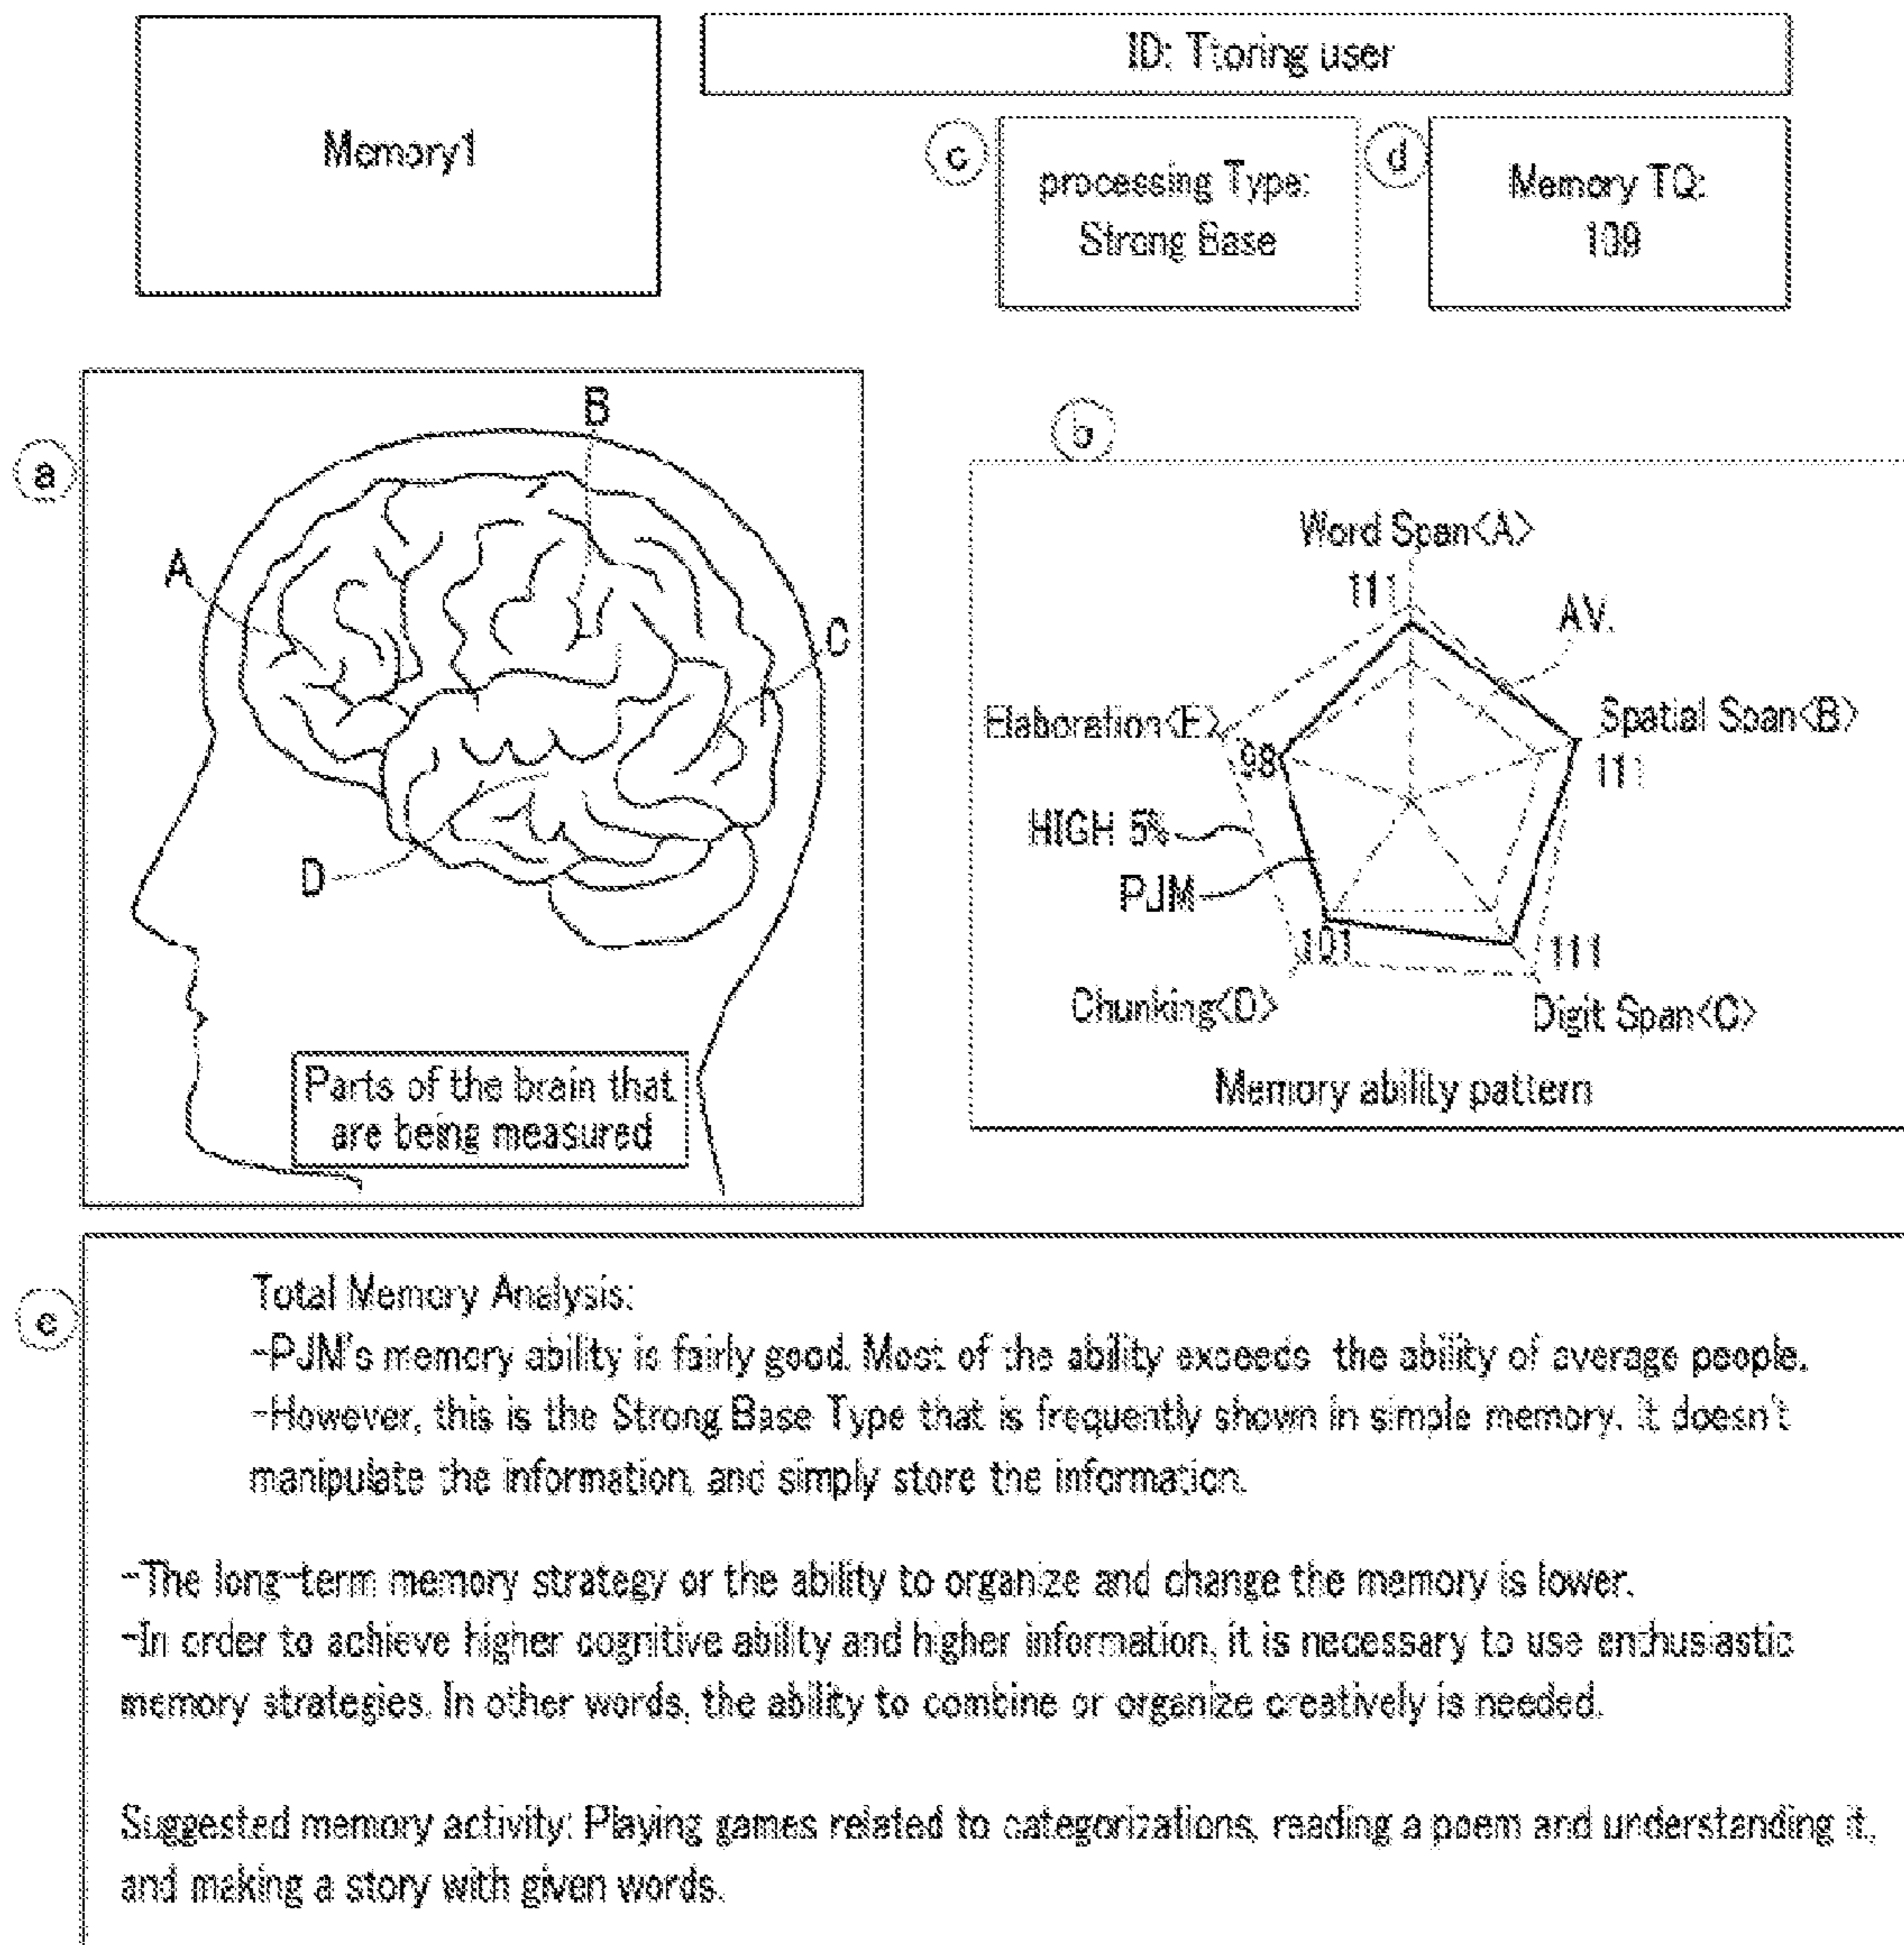 Memory1
ID: Ttoring user
c
processing Type:
Strong Base
d
Memory TQ:
109
a
A
B
C
D
Parts of the brain that
are being measured
b
Word Span<A>
111
AV.
Spatial Span<B>
111
Elaboration<E>
98
HIGH 5%
PJM
101
111
Chunking<D>
Digit Span<C>
Memory ability pattern
e
Total Memory Analysis:
-PJM's memory ability is fairly good. Most of the ability exceeds the ability of average people.
-However, this is the Strong Base Type that is frequently shown in simple memory. it doesn't
manipulate the information, and simply store the information.
-The long-term memory strategy or the ability to organize and change the memory is lower.
-In order to achieve higher cognitive ability and higher information, it is necessary to use enthusiastic
memory strategies. In other words, the ability to combine or organize creatively is needed.
Suggested memory activity: Playing games related to categorizations, reading a poem and understanding it,
and making a story with given words.